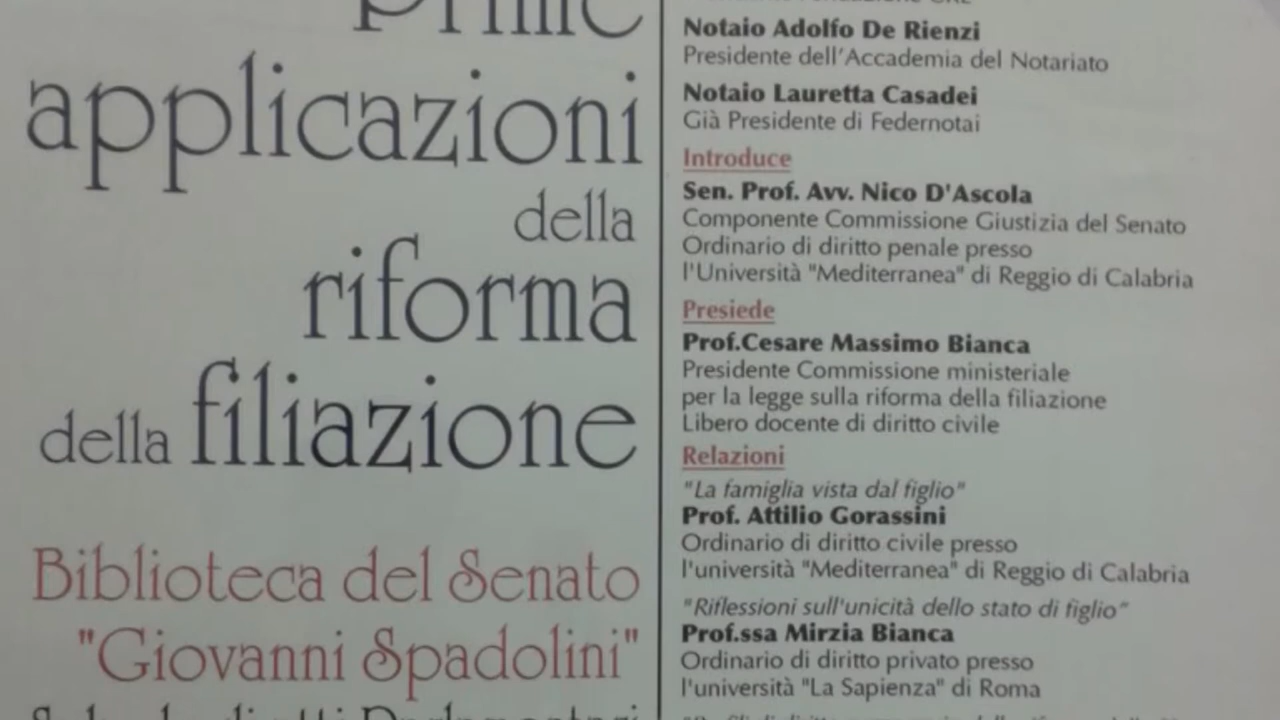 applicazioni
della
riforma
della filiazione
Biblioteca del Senato
"Giovanni Spadolini"
Notaio Adolfo De Rienzi
Presidente dell'Accademia del Notariato
Notaio Lauretta Casadei
Già Presidente di Federnotai
Introduce
Sen. Prof. Avv. Nico D'Ascola
Componente Commissione Giustizia del Senato
Ordinario di diritto penale presso
l'Università "Mediterranea" di Reggio di Calabria
Presiede
Prof.Cesare Massimo Bianca
Presidente Commissione ministeriale
per la legge sulla riforma della filiazione
Libero docente di diritto civile
Relazioni
"La famiglia vista dal figlio"
Prof. Attilio Gorassini
Ordinario di diritto civile presso
l'università "Mediterranea" di Reggio di Calabria
"Riflessioni sull'unicità dello stato di figlio"
Prof.ssa Mirzia Bianca
Ordinario di diritto privato presso
l'università "La Sapienza" di Roma